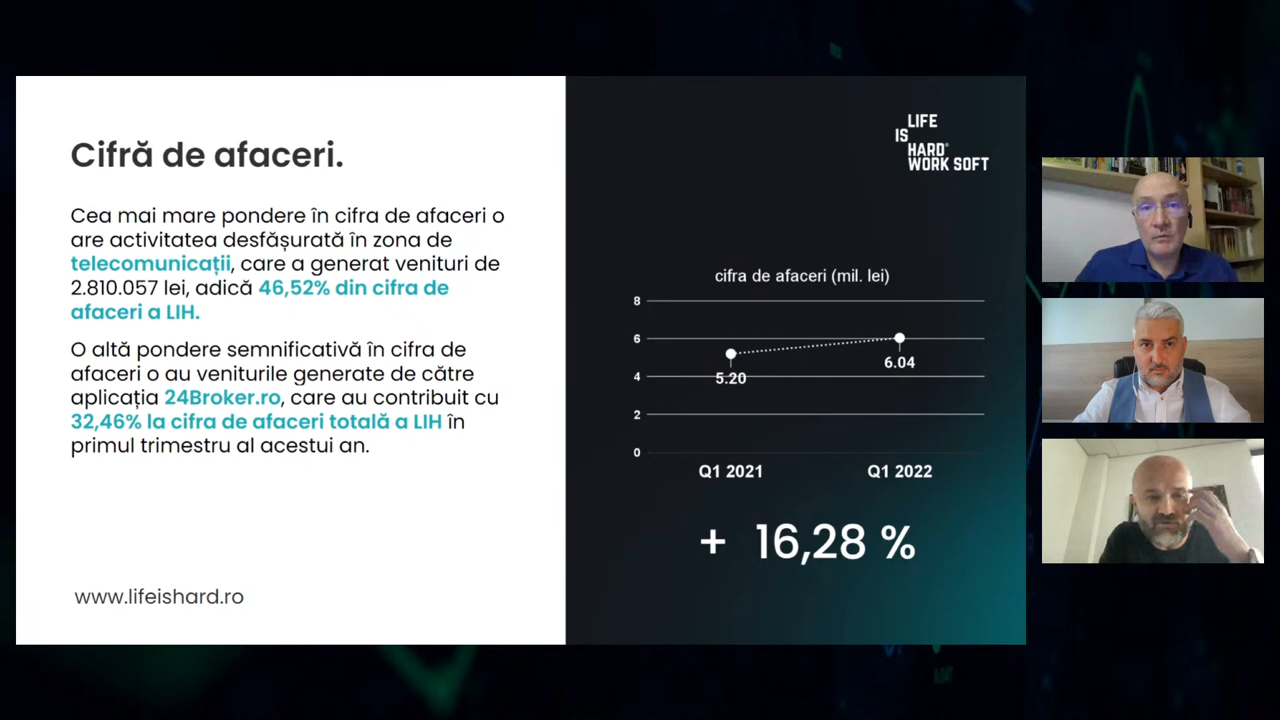 Cifră de afaceri.
Cea mai mare pondere în cifra de afaceri o
are activitatea desfășurată în zona de
telecomunicații, care a generat venituri de
2.810.057 lei, adică 46,52% din cifra de
afaceri a LIH.
O altă pondere semnificativă în cifra de
afaceri o au veniturile generate de către
aplicația 24Broker.ro, care au contribuit cu
32,46% la cifra de afaceri totală a LIH în
primul trimestru al acestui an.
www.lifeishard.ro
LIFE
IS
HARD®
WORK SOFT
cifra de afaceri (mil. lei)
8
6
4
2
0
5.20
6.04
Q1 2021
Q1 2022
+ 16,28 %